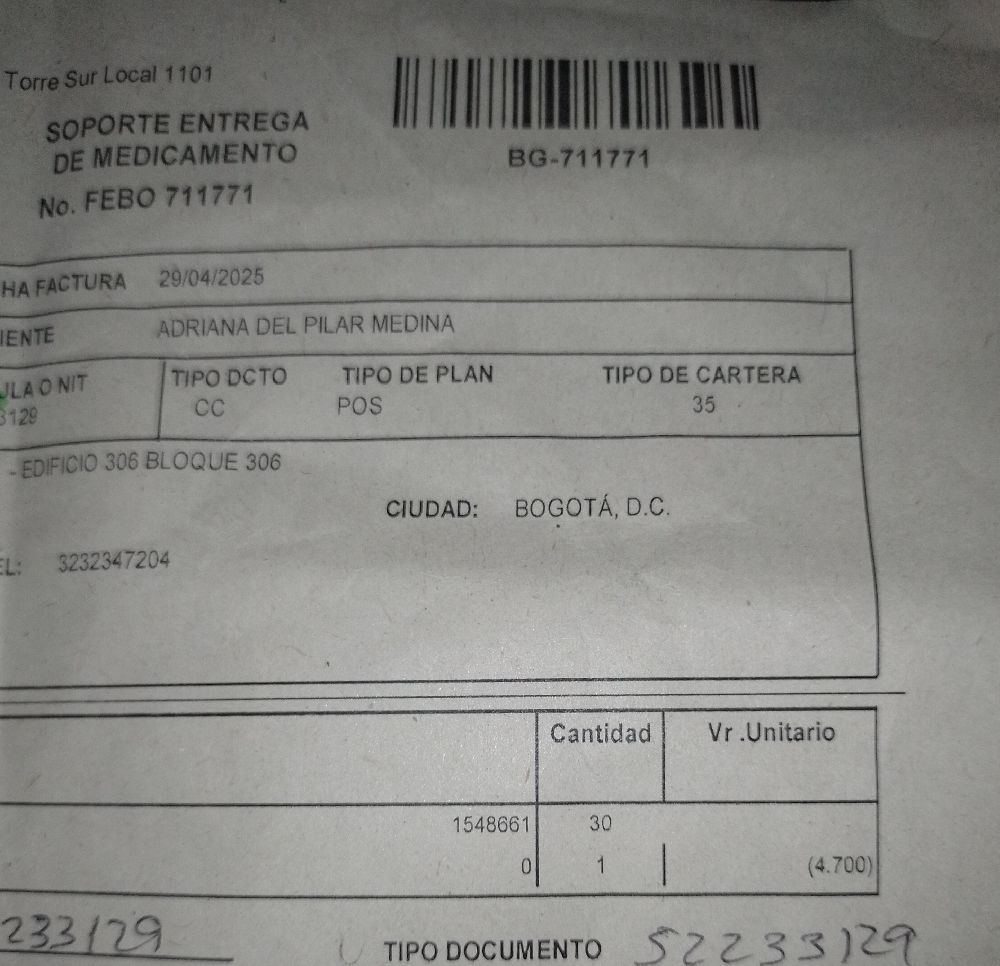 Torre Sur Local 1101
SOPORTE ENTREGA
DE MEDICAMENTO
No. FEBO 711771
BG-711771
HA FACTURA 29/04/2025
IENTE ADRIANA DEL PILAR MEDINA
ULA O NIT TIPO DCTO TIPO DE PLAN TIPO DE CARTERA
3129 CC POS 35
- EDIFICIO 306 BLOQUE 306
CIUDAD: BOGOTÁ, D.C.
EL: 3232347204
Cantidad Vr .Unitario
1548661 30
0 1 (4.700)
233129 TIPO DOCUMENTO 52233129